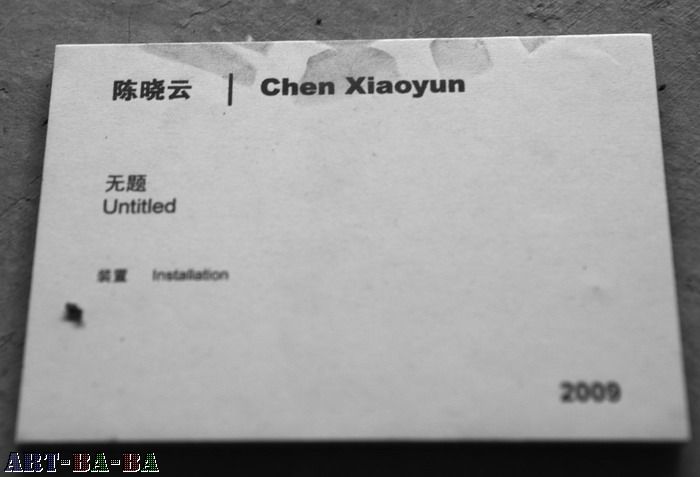 陈晓云 | Chen Xiaoyun
无题
Untitled
装置 Installation
2009
ART-BA-BA